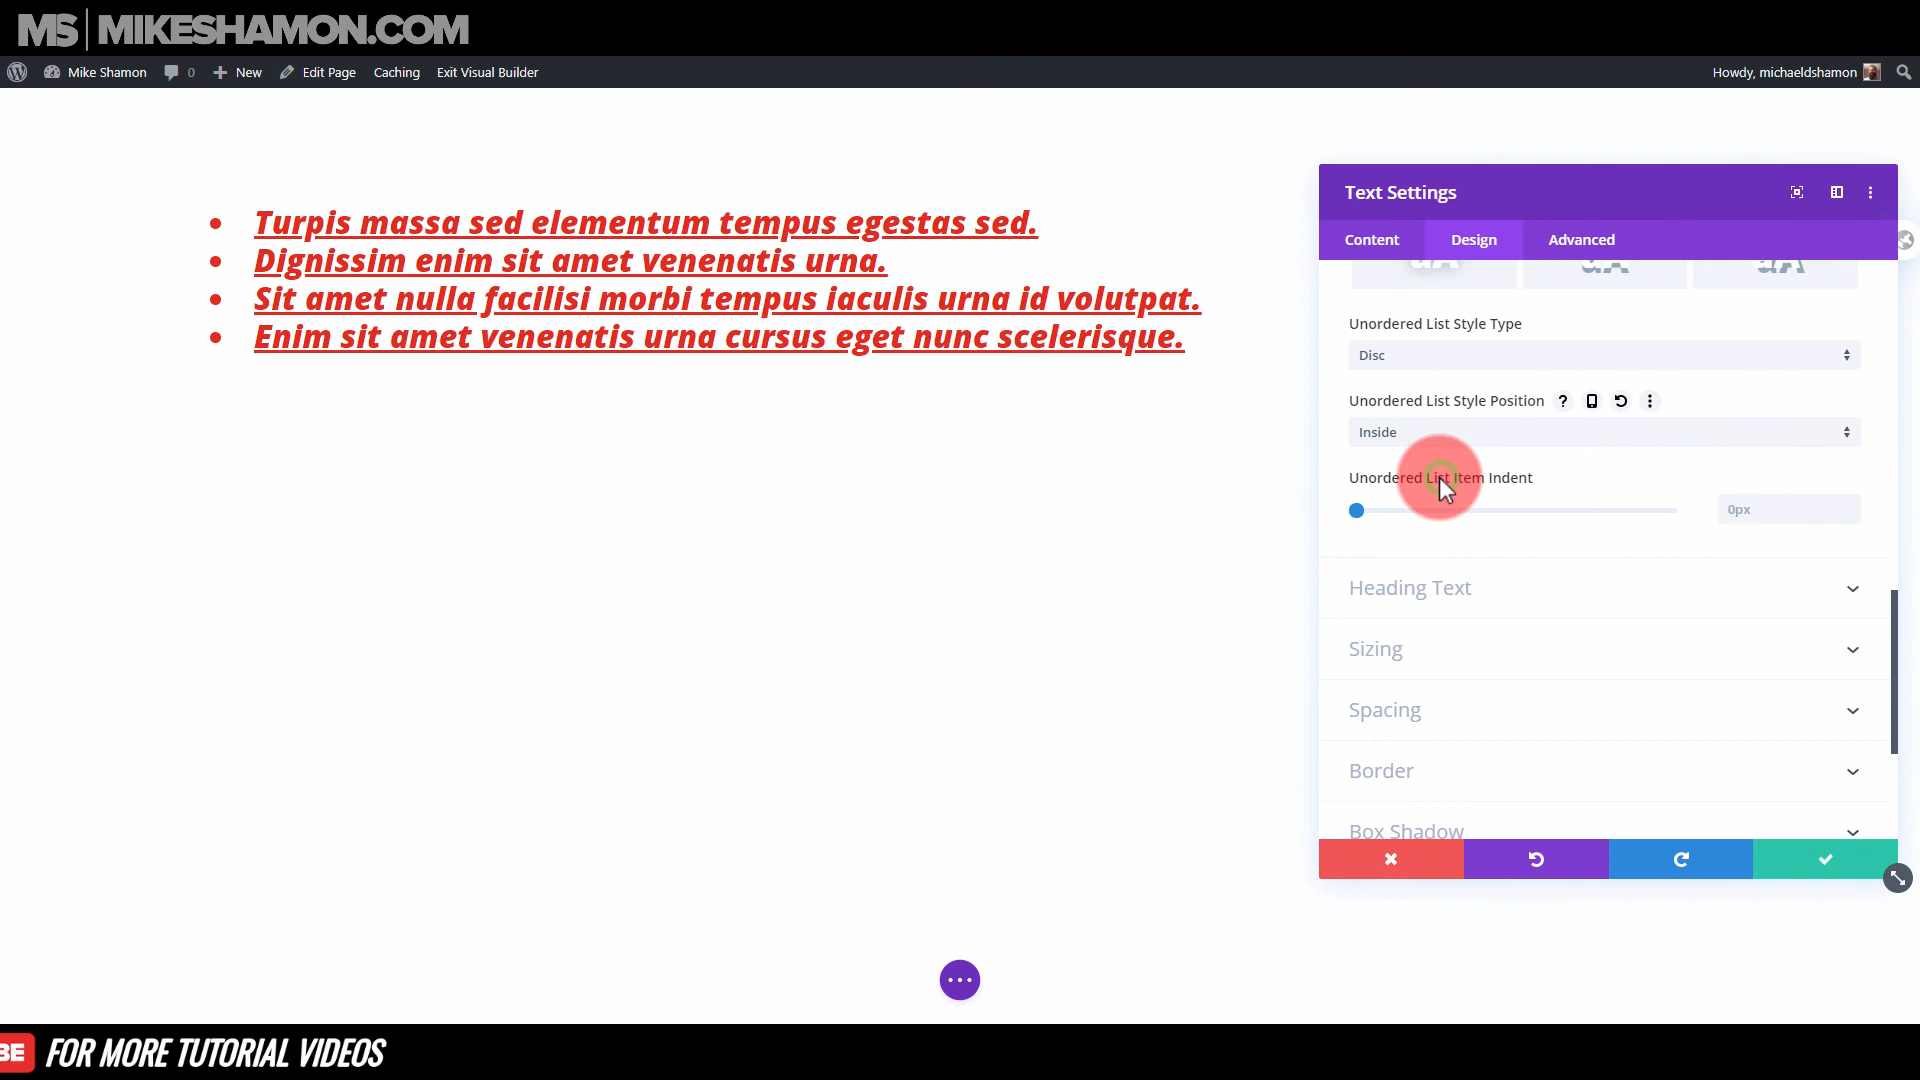 MS | MIKESHAMON.COM
Mike Shamon 0 New Edit Page Caching Exit Visual Builder Howdy, michaeldshamon
• Turpis massa sed elementum tempus egestas sed.
• Dignissim enim sit amet venenatis urna.
• Sit amet nulla facilisi morbi tempus iaculis urna id volutpat.
• Enim sit amet venenatis urna cursus eget nunc scelerisque.
Text Settings
Content Design Advanced
aA aA aA
Unordered List Style Type
Disc
Unordered List Style Position ?
Inside
Unordered List Item Indent
0px
Heading Text
Sizing
Spacing
Border
Box Shadow
BE FOR MORE TUTORIAL VIDEOS